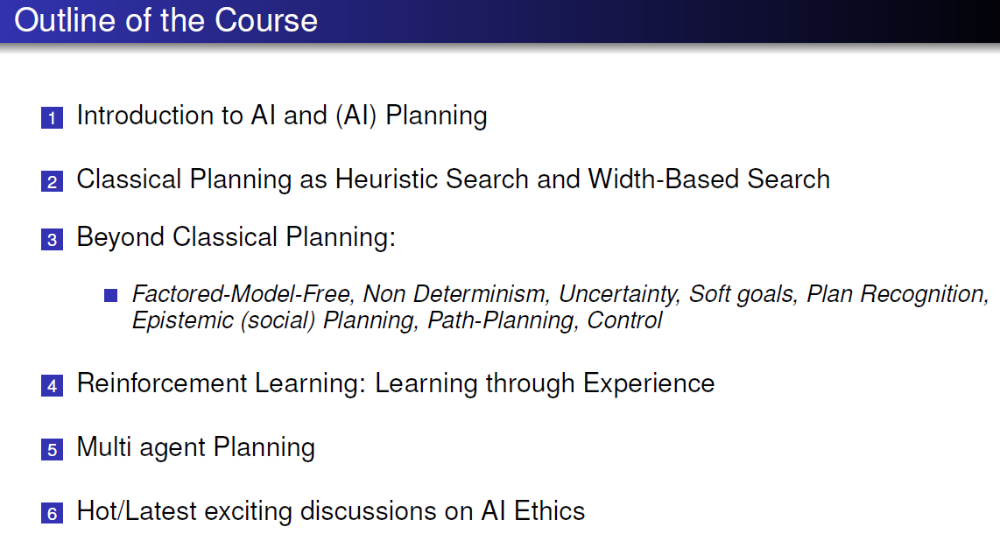 Outline of the Course
1 Introduction to AI and (AI) Planning
2 Classical Planning as Heuristic Search and Width-Based Search
3 Beyond Classical Planning:
Factored-Model-Free, Non Determinism, Uncertainty, Soft goals, Plan Recognition,
Epistemic (social) Planning, Path-Planning, Control
4 Reinforcement Learning: Learning through Experience
5 Multi agent Planning
6 Hot/Latest exciting discussions on AI Ethics